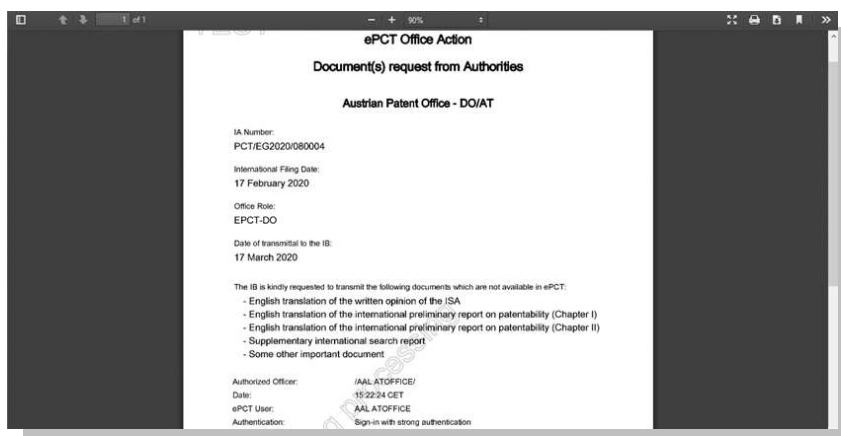 1 of 1
90%
TEST
ePCT Office Action
Document(s) request from Authorities
Austrian Patent Office - DO/AT
IA Number:
PCT/EG2020/080004
International Filing Date:
17 February 2020
Office Role:
EPCT-DO
Date of transmittal to the IB:
17 March 2020
The IB is kindly requested to transmit the following documents which are not available in ePCT:
- English translation of the written opinion of the ISA
- English translation of the international preliminary report on patentability (Chapter I)
- English translation of the international preliminary report on patentability (Chapter II)
- Supplementary international search report
- Some other important document
Authorized Officer: /AAL ATOFFICE/
Date: 15:22:24 CET
ePCT User: AAL ATOFFICE
Authentication: Sign-in with strong authentication
processing